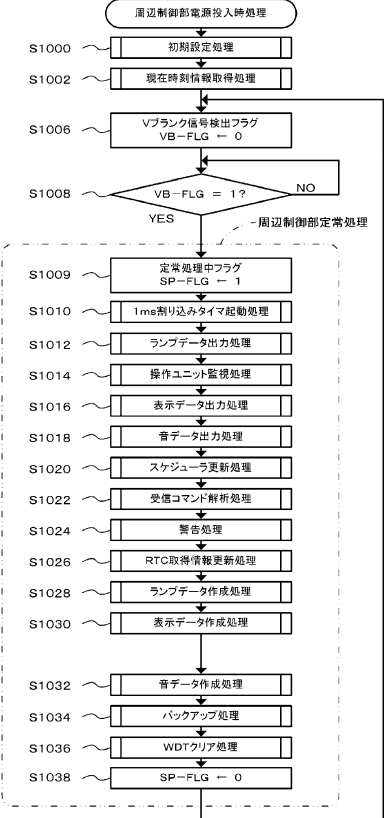 周辺制御部電源投入時処理
S1000 初期設定処理
S1002 現在時刻情報取得処理
S1006 Vブランク信号検出フラグ
VB-FLG ← 0
S1008 VB-FLG = 1?
NO
YES
周辺制御部定常処理
S1009 定常処理中フラグ
SP-FLG ← 1
S1010 1ms割り込みタイマ起動処理
S1012 ランプデータ出力処理
S1014 操作ユニット監視処理
S1016 表示データ出力処理
S1018 音データ出力処理
S1020 スケジューラ更新処理
S1022 受信コマンド解析処理
S1024 警告処理
S1026 RTC取得情報更新処理
S1028 ランプデータ作成処理
S1030 表示データ作成処理
S1032 音データ作成処理
S1034 バックアップ処理
S1036 WDTクリア処理
S1038 SP-FLG ← 0